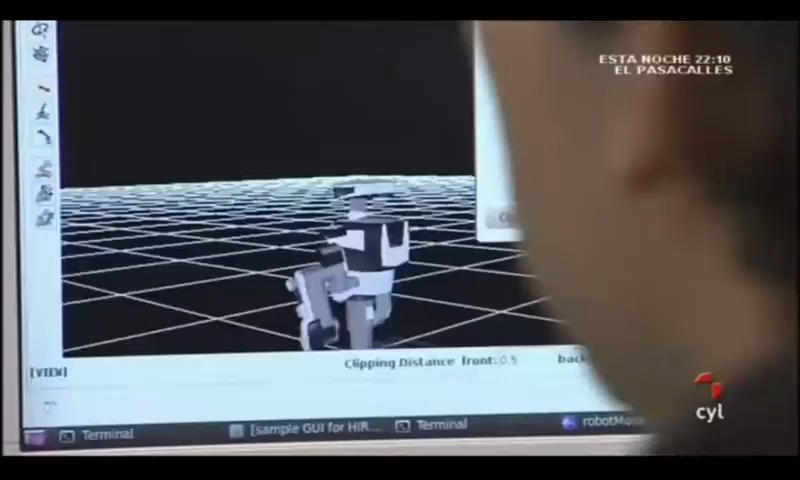 ESTA NOCHE 22:10
EL PASACALLES
Clipping Distance front: 0.5 back
[VIEW]
cyl
Terminal
[sample GUI for HIR...
Terminal